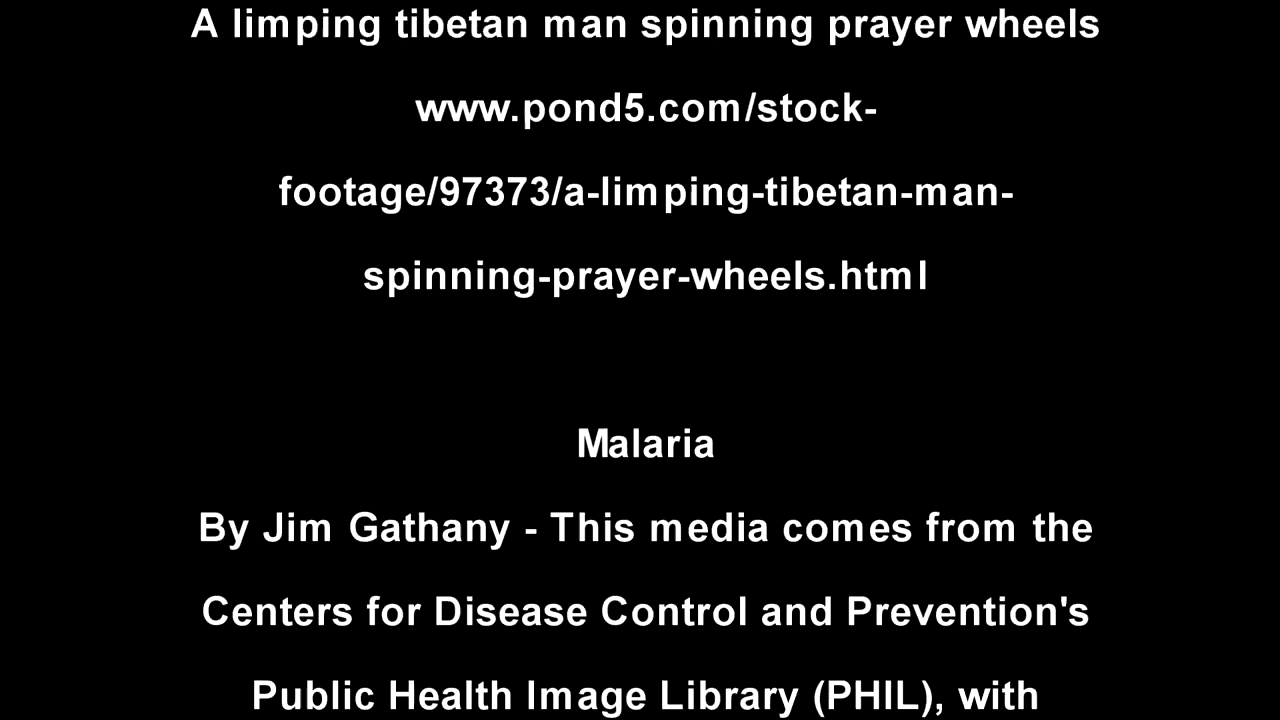 A limping tibetan man spinning prayer wheels
www.pond5.com/stock-
footage/97373/a-limping-tibetan-man-
spinning-prayer-wheels.html
Malaria
By Jim Gathany - This media comes from the
Centers for Disease Control and Prevention's
Public Health Image Library (PHIL), with